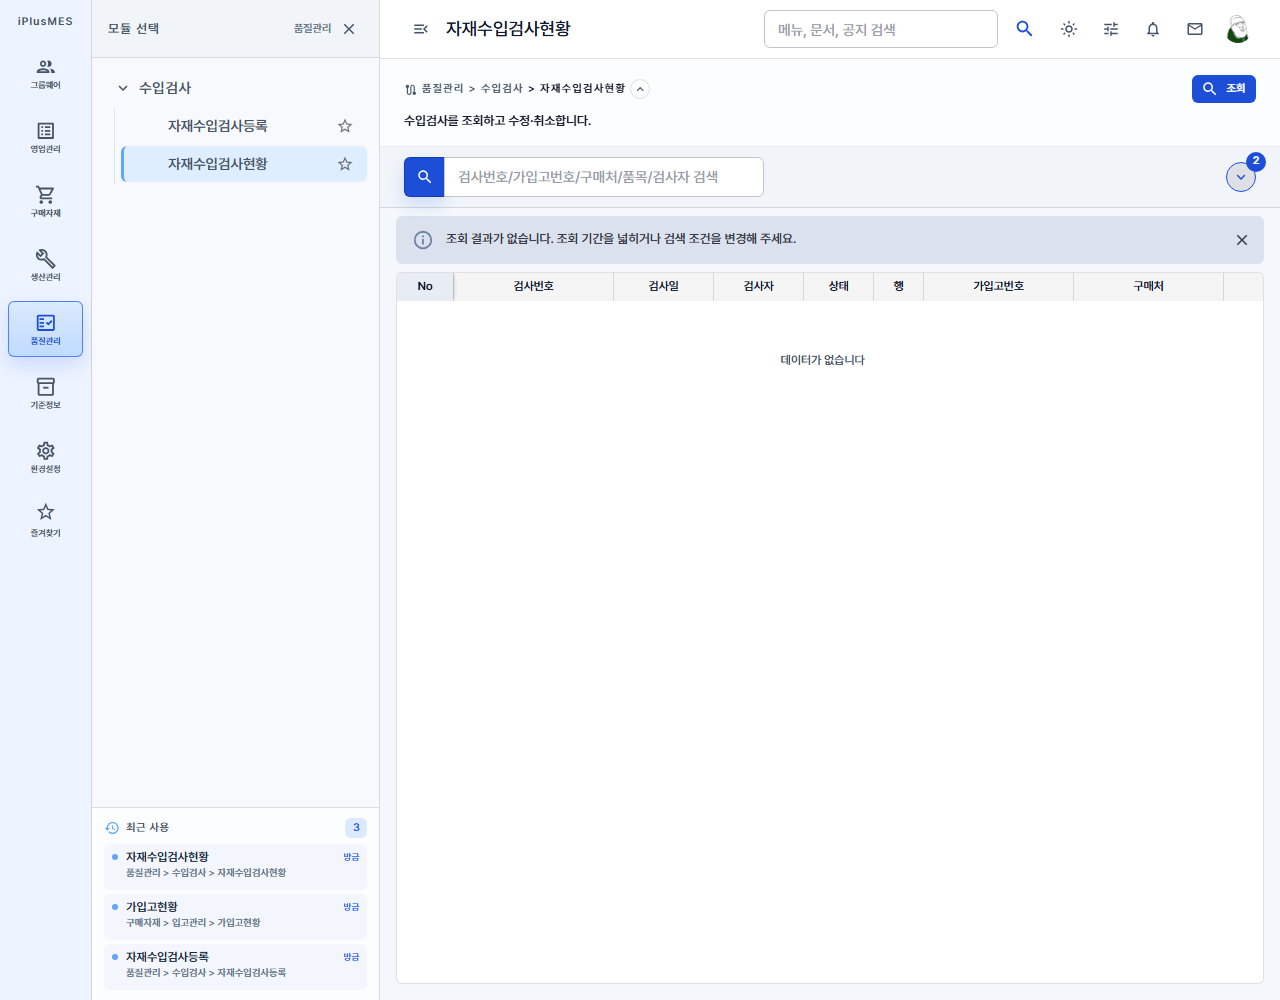 iPlusMES
그룹웨어
영업관리
구매자재
생산관리
품질관리
기준정보
환경설정
즐겨찾기
모듈 선택
품질관리
수입검사
자재수입검사등록
자재수입검사현황
최근 사용
3
자재수입검사현황
방금
품질관리 > 수입검사 > 자재수입검사현황
가입고현황
방금
구매자재 > 입고관리 > 가입고현황
자재수입검사등록
방금
품질관리 > 수입검사 > 자재수입검사등록
자재수입검사현황
메뉴, 문서, 공지 검색
품질관리 > 수입검사 > 자재수입검사현황
조회
수입검사를 조회하고 수정·취소합니다.
검사번호/가입고번호/구매처/품목/검사자 검색
2
조회 결과가 없습니다. 조회 기간을 넓히거나 검색 조건을 변경해 주세요.
No 검사번호 검사일 검사자 상태 행 가입고번호 구매처
데이터가 없습니다